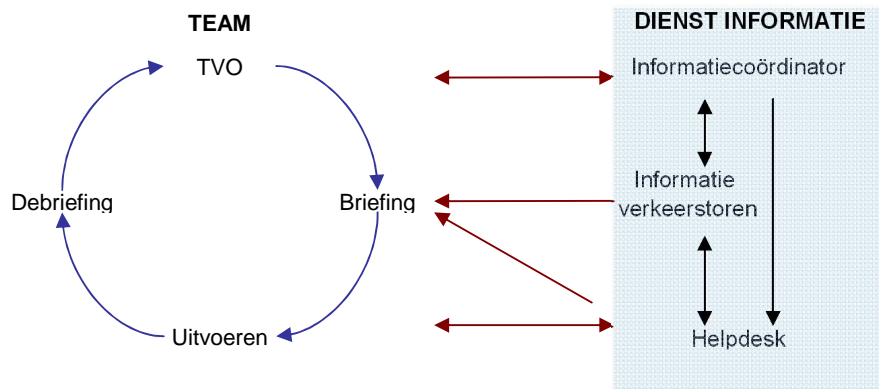 TEAM
TVO
Debriefing
Briefing
Uitvoeren
DIENST INFORMATIE
Informatiecoördinator
Informatie
verkeerstoren
Helpdesk